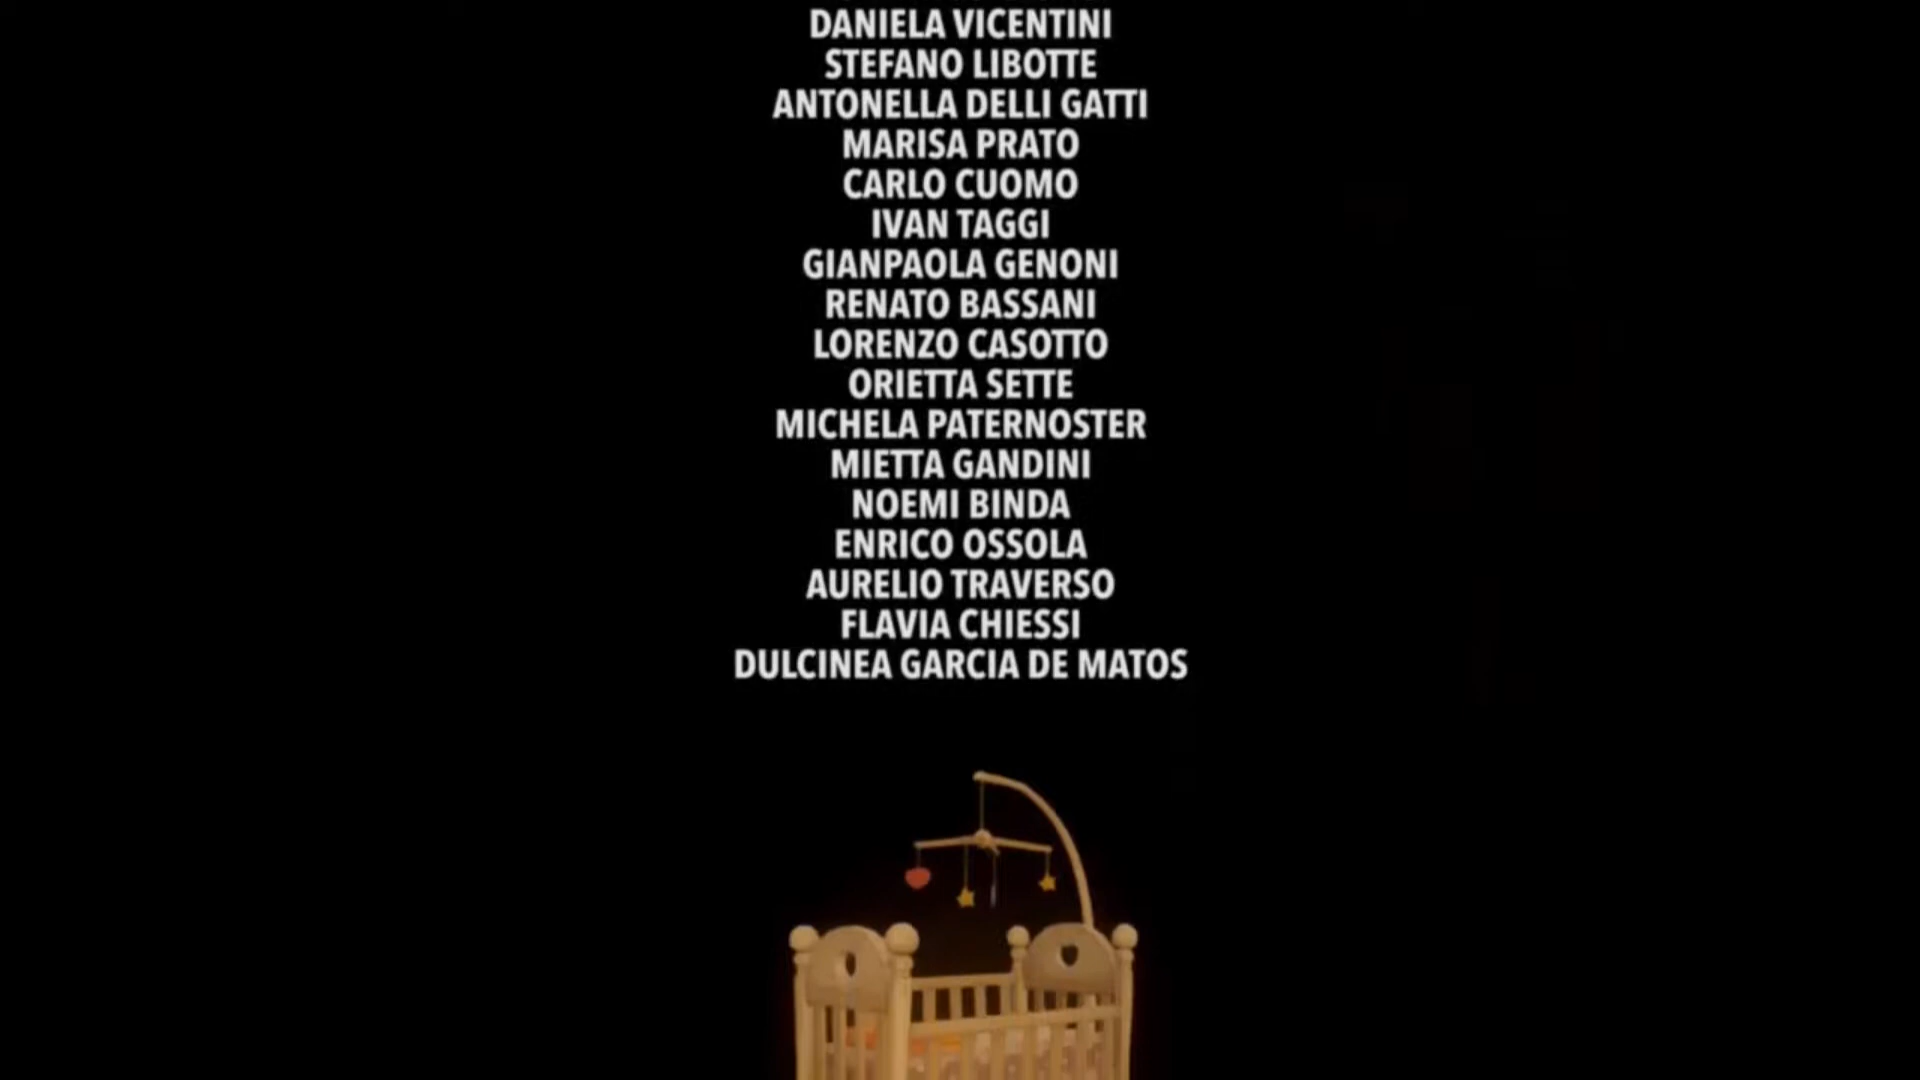 DANIELA VICENTINI
STEFANO LIBOTTE
ANTONELLA DELLI GATTI
MARISA PRATO
CARLO CUOMO
IVAN TAGGI
GIANPAOLA GENONI
RENATO BASSANI
LORENZO CASOTTO
ORIETTA SETTE
MICHELA PATERNOSTER
MIETTA GANDINI
NOEMI BINDA
ENRICO OSSOLA
AURELIO TRAVERSO
FLAVIA CHIESSI
DULCINEA GARCIA DE MATOS